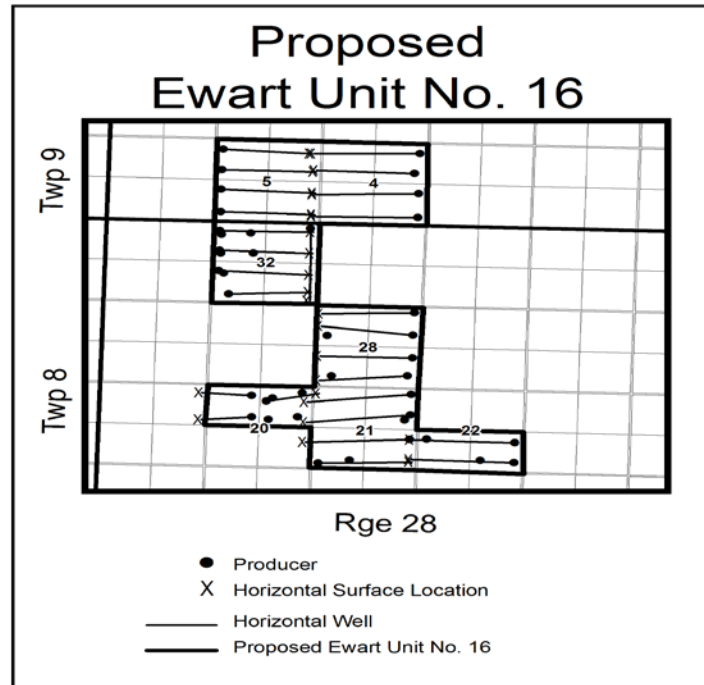 Proposed
Ewart Unit No. 16
Twp 9
5
4
32
28
Twp 8
20
21
22
Rge 28
Producer
X Horizontal Surface Location
Horizontal Well
Proposed Ewart Unit No. 16